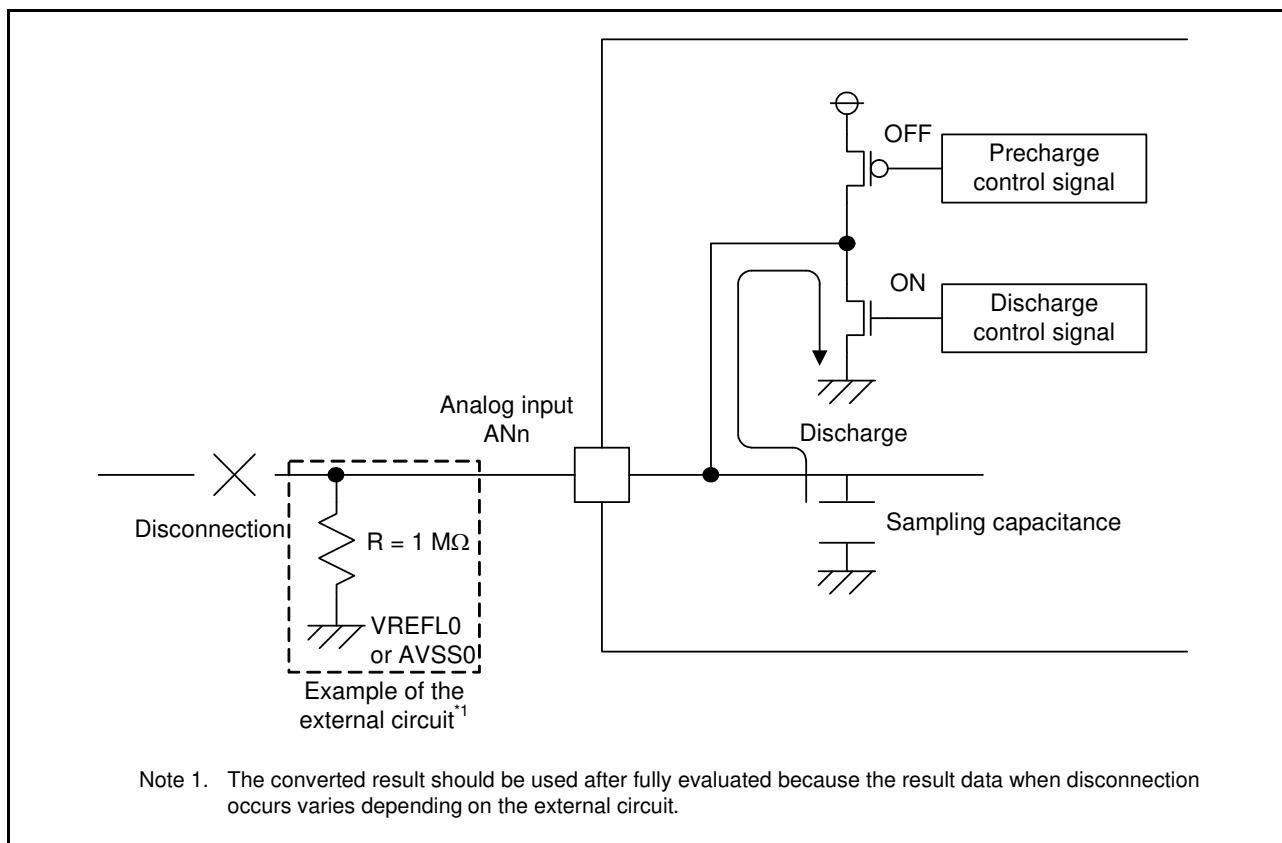 OFF
Precharge
control signal
ON
Discharge
control signal
Analog input
ANn
Discharge
Disconnection
R = 1 MΩ
Sampling capacitance
VREFL0
or AVSS0
Example of the
external circuit*1
Note 1. The converted result should be used after fully evaluated because the result data when disconnection
occurs varies depending on the external circuit.